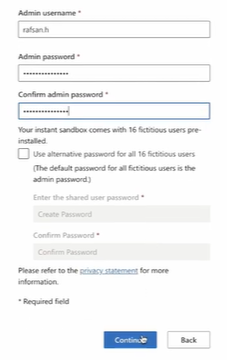 Admin username *
rafsan.h
Admin password *
•••••••••••••••
Confirm admin password *
•••••••••••••••
Your instant sandbox comes with 16 fictitious users pre-
installed.
Use alternative password for all 16 fictitious users
(The default password for all fictitious users is the
admin password.)
Enter the shared user password *
Create Password
Confirm Password *
Confirm Password
Please refer to the privacy statement for more
information.
* Required field
Continue
Back